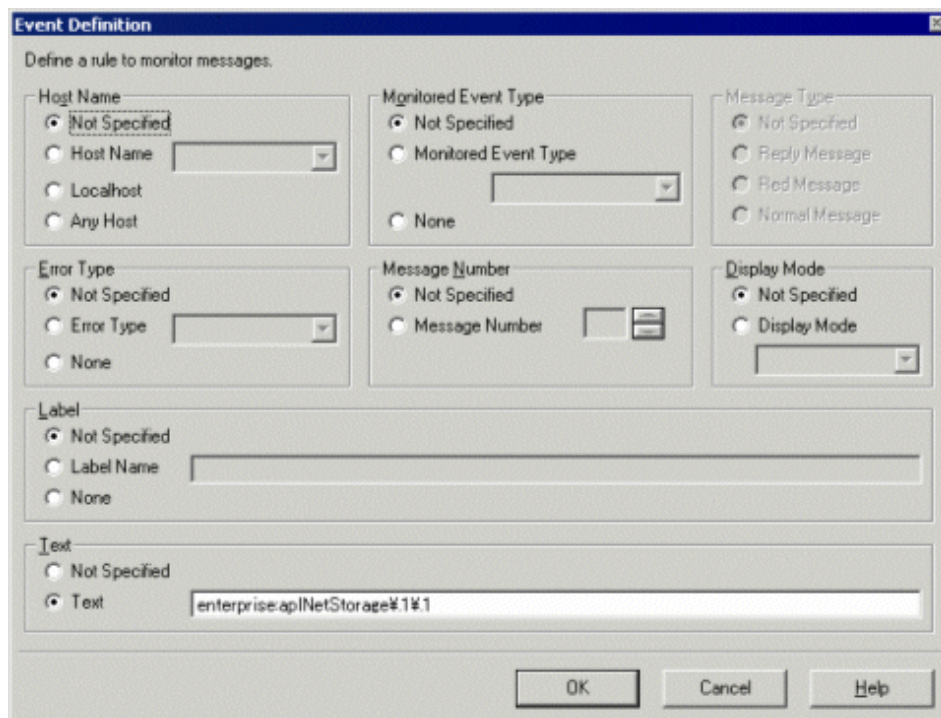 Event Definition
Define a rule to monitor messages.
Host Name
Not Specified
Host Name
Localhost
Any Host
Monitored Event Type
Not Specified
Monitored Event Type
None
Message Type
Not Specified
Reply Message
Red Message
Normal Message
Error Type
Not Specified
Error Type
None
Message Number
Not Specified
Message Number
Display Mode
Not Specified
Display Mode
Label
Not Specified
Label Name
None
Text
Not Specified
Text
enterprise:aplNetStorage¥.1¥.1
OK
Cancel
Help